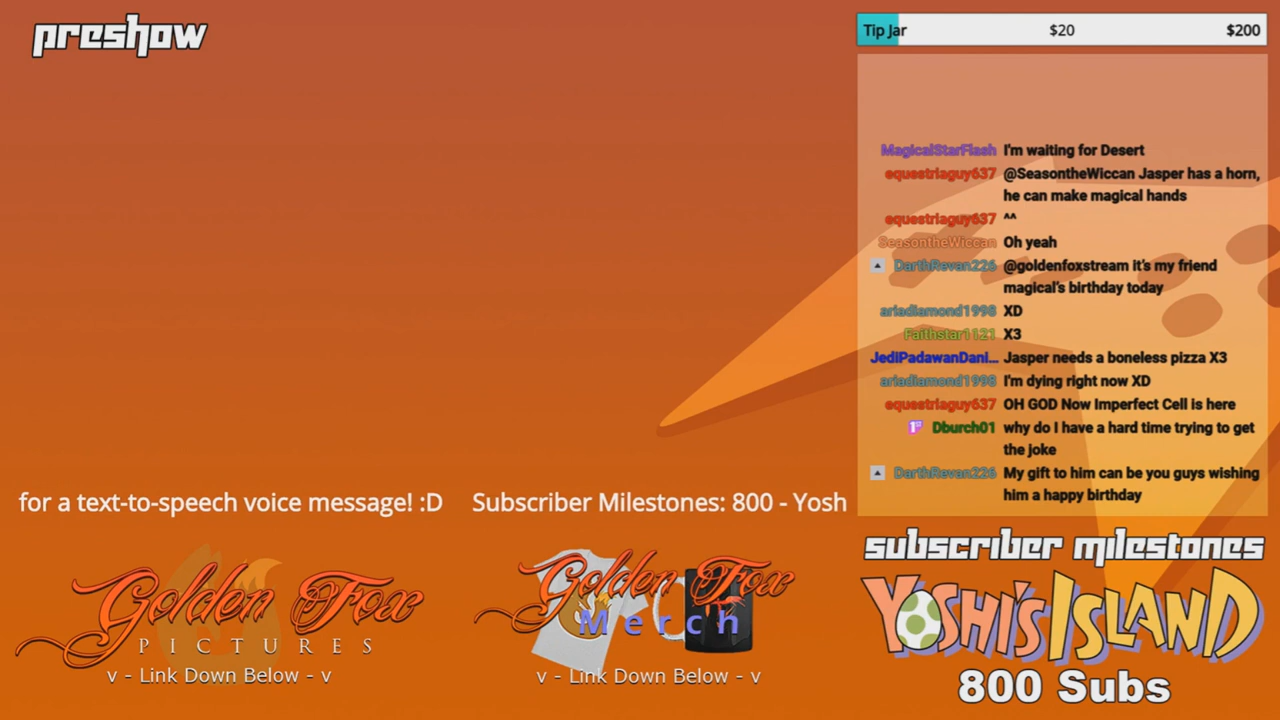 preshow
Tip Jar $20 $200
MagicalStarFlash I'm waiting for Desert
equestriaguy637 @SeasontheWiccan Jasper has a horn,
he can make magical hands
equestriaguy637 ^^
SeasontheWiccan Oh yeah
DarthRevan226 @goldenfoxstream it's my friend
magical's birthday today
ariadiamond1998 XD
Faithstar1121 X3
JediPadawanDani... Jasper needs a boneless pizza X3
ariadiamond1998 I'm dying right now XD
equestriaguy637 OH GOD Now Imperfect Cell is here
1ST Dburch01 why do I have a hard time trying to get
the joke
DarthRevan226 My gift to him can be you guys wishing
him a happy birthday
for a text-to-speech voice message! :D Subscriber Milestones: 800 - Yosh
Golden Fox
PICTURES
v - Link Down Below - v
Golden Fox
Merch
v - Link Down Below - v
subscriber milestones
YOSHI'S ISLAND
800 Subs